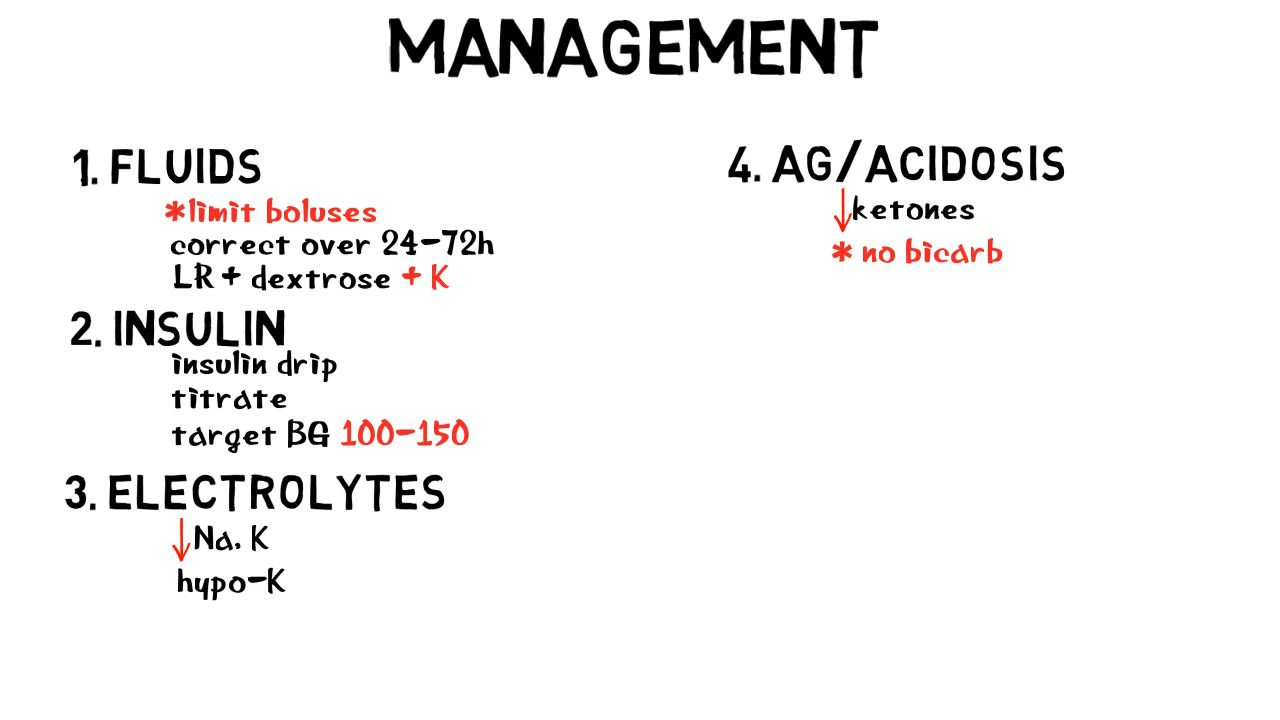 MANAGEMENT
1. FLUIDS
*limit boluses
correct over 24-72h
LR + dextrose + K
2. INSULIN
insulin drip
titrate
target BG 100-150
3. ELECTROLYTES
↓Na, K
hypo-K
4. AG/ACIDOSIS
↓ketones
* no bicarb